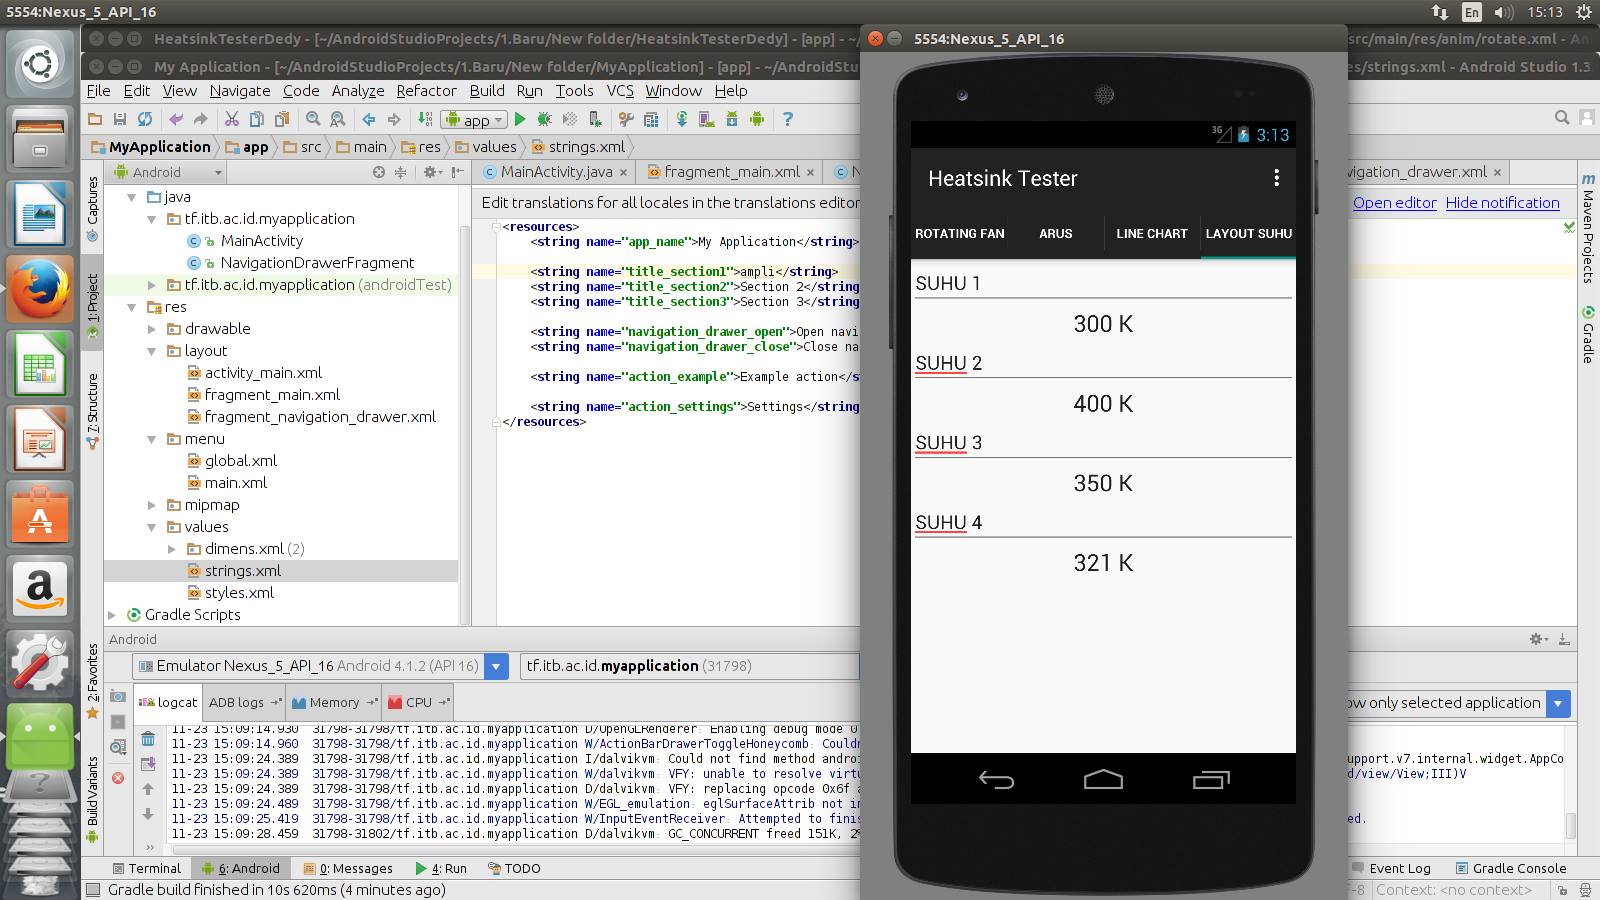 5554:Nexus_5_API_16
En
15:13
HeatsinkTesterDedy - [~/AndroidStudioProjects/1.Baru/New folder/HeatsinkTesterDedy] - [app] - ~/And
src/main/res/anim/rotate.xml - An
My Application - [~/AndroidStudioProjects/1.Baru/New folder/MyApplication] - [app] - ~/AndroidStu
es/strings.xml - Android Studio 1.3
File Edit View Navigate Code Analyze Refactor Build Run Tools VCS Window Help
app
MyApplication app src main res values strings.xml
Android
MainActivity.java
fragment_main.xml
vigation_drawer.xml
Edit translations for all locales in the translations editor
Open editor Hide notification
Captures
1: Project
7: Structure
2: Favorites
Build Variants
Maven Projects
Gradle
java
tf.itb.ac.id.myapplication
MainActivity
NavigationDrawerFragment
tf.itb.ac.id.myapplication (androidTest)
res
drawable
layout
activity_main.xml
fragment_main.xml
fragment_navigation_drawer.xml
menu
global.xml
main.xml
mipmap
values
dimens.xml (2)
strings.xml
styles.xml
Gradle Scripts
<resources>
<string name="app_name">My Application</string>
<string name="title_section1">ampli</string>
<string name="title_section2">Section 2</string>
<string name="title_section3">Section 3</string>
<string name="navigation_drawer_open">Open navi
<string name="navigation_drawer_close">Close na
<string name="action_example">Example action</s
<string name="action_settings">Settings</string
</resources>
5554:Nexus_5_API_16
3G
3:13
Heatsink Tester
ROTATING FAN ARUS LINE CHART LAYOUT SUHU
SUHU 1
300 K
SUHU 2
400 K
SUHU 3
350 K
SUHU 4
321 K
Android
Emulator Nexus_5_API_16 Android 4.1.2 (API 16)
tf.itb.ac.id.myapplication (31798)
logcat ADB logs Memory CPU
ow only selected application
11-23 15:09:14.930 31798-31798/tf.itb.ac.id.myapplication D/OpenGLRenderer: Enabling debug mode 0
11-23 15:09:14.960 31798-31798/tf.itb.ac.id.myapplication W/ActionBarDrawerToggleHoneycomb: Couldn
11-23 15:09:24.389 31798-31798/tf.itb.ac.id.myapplication I/dalvikvm: Could not find method androi
upport.v7.internal.widget.AppCo
11-23 15:09:24.389 31798-31798/tf.itb.ac.id.myapplication W/dalvikvm: VFY: unable to resolve virtu
d/view/View;III)V
11-23 15:09:24.389 31798-31798/tf.itb.ac.id.myapplication D/dalvikvm: VFY: replacing opcode 0x6f a
11-23 15:09:24.489 31798-31798/tf.itb.ac.id.myapplication W/EGL_emulation: eglSurfaceAttrib not im
11-23 15:09:25.419 31798-31798/tf.itb.ac.id.myapplication W/InputEventReceiver: Attempted to finis
ed.
11-23 15:09:28.459 31798-31802/tf.itb.ac.id.myapplication D/dalvikvm: GC_CONCURRENT freed 151K, 2%
Terminal 6: Android 0: Messages 4: Run TODO
Event Log Gradle Console
Gradle build finished in 10s 620ms (4 minutes ago)
F-8 Context: <no context>